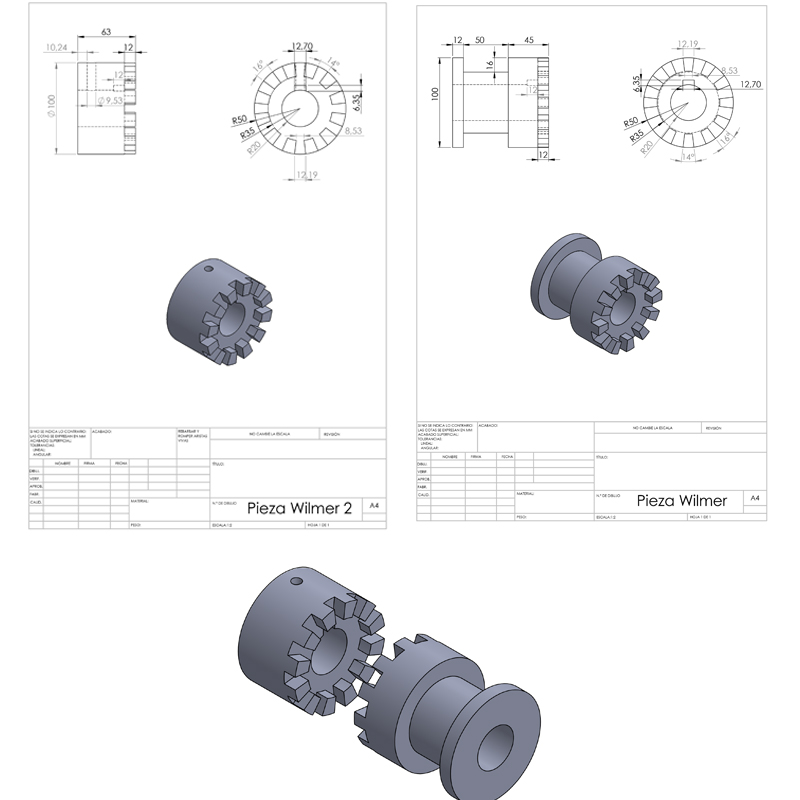 63
10,24
12
12
Ø 9.53
Ø 100
12,70
16°
14°
6,35
R50
R35
R20
8,53
12,19
12
50
45
16
100
12
12
12,19
8,53
6,35
12,70
R50
R35
R20
14°
16°
SI NO SE INDICA LO CONTRARIO:
LAS COTAS SE EXPRESAN EN MM
ACABADO SUPERFICIAL:
TOLERANCIAS:
LINEAL:
ANGULAR:
ACABADO:
REBARBAR Y
ROMPER ARISTAS
VIVAS
NO CAMBIE LA ESCALA
REVISIÓN
NOMBRE
FIRMA
FECHA
TÍTULO:
DIBUJ.
VERIF.
APROB.
FABR.
CALID.
MATERIAL:
N.º DE DIBUJO
Pieza Wilmer 2
A4
PESO:
ESCALA:1:2
HOJA 1 DE 1
SI NO SE INDICA LO CONTRARIO:
LAS COTAS SE EXPRESAN EN MM
ACABADO SUPERFICIAL:
TOLERANCIAS:
LINEAL:
ANGULAR:
ACABADO:
NO CAMBIE LA ESCALA
REVISIÓN
NOMBRE
FIRMA
FECHA
TÍTULO:
DIBUJ.
VERIF.
APROB.
FABR.
CALID.
MATERIAL:
N.º DE DIBUJO
Pieza Wilmer
A4
PESO:
ESCALA:1:2
HOJA 1 DE 1